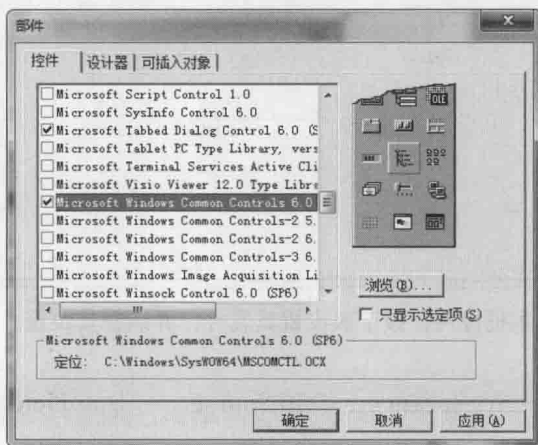 部件
控件
设计器
可插入对象
Microsoft Script Control 1.0
Microsoft SysInfo Control 6.0
Microsoft Tabbed Dialog Control 6.0 (S
Microsoft Tablet PC Type Library, vers
Microsoft Terminal Services Active Cli
Microsoft Visio Viewer 12.0 Type Libra
Microsoft Windows Common Controls 6.0
Microsoft Windows Common Controls-2 5.
Microsoft Windows Common Controls-2 6.
Microsoft Windows Common Controls-3 6.
Microsoft Windows Image Acquisition Li
Microsoft Winsock Control 6.0 (SP6)
OLE
浏览(B)...
只显示选定项(S)
Microsoft Windows Common Controls 6.0 (SP6)
定位: C:\Windows\SysWOW64\MSCOMCTL.OCX
确定
取消
应用(A)